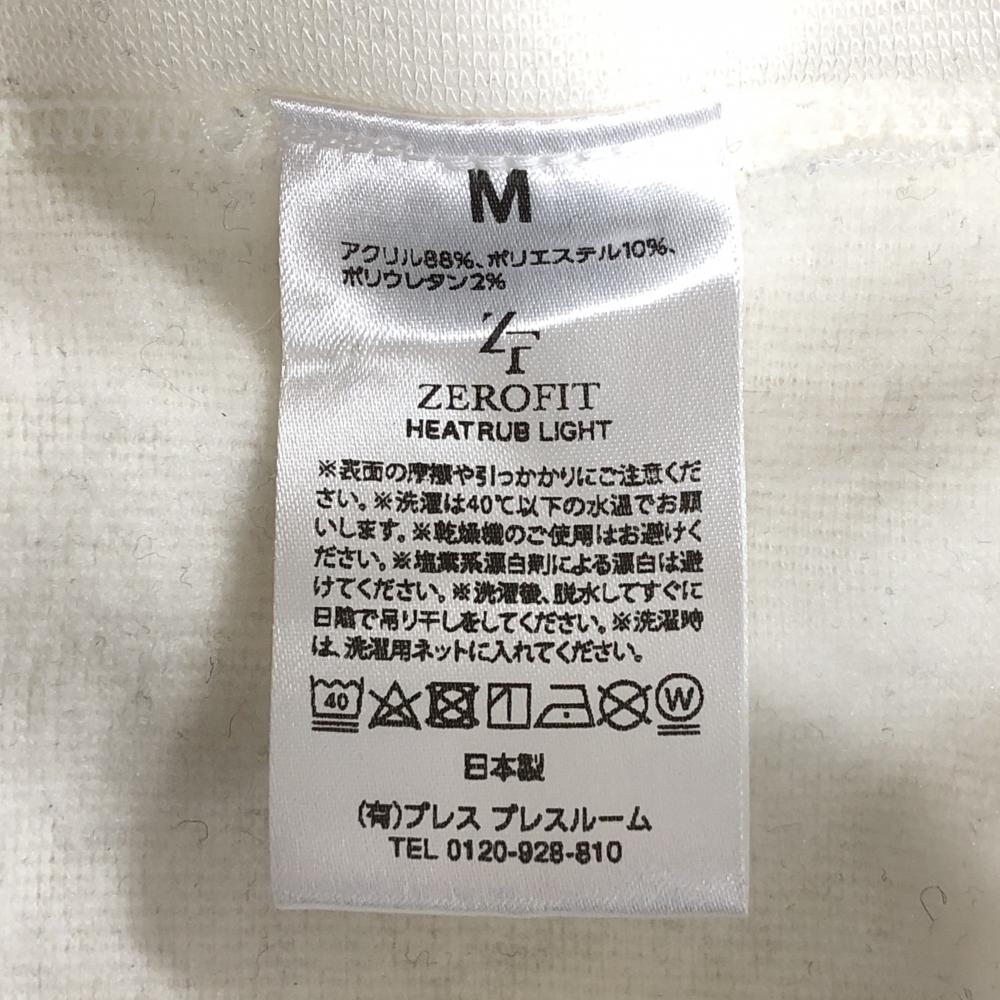 M
アクリル88%、ポリエステル10%、
ポリウレタン2%
ZT
ZEROFIT
HEATRUB LIGHT
※表面の摩擦や引っかかりにご注意くだ
さい。※洗濯は40℃以下の水温でお願
いします。※乾燥機のご使用はお避けく
ださい。※塩素系漂白剤による漂白は避
けてください。※洗濯後、脱水してすぐに
日陰で吊り干しをしてください。※洗濯時
は、洗濯用ネットに入れてください。
40 W
日本製
(有)プレス プレスルーム
TEL 0120-928-810